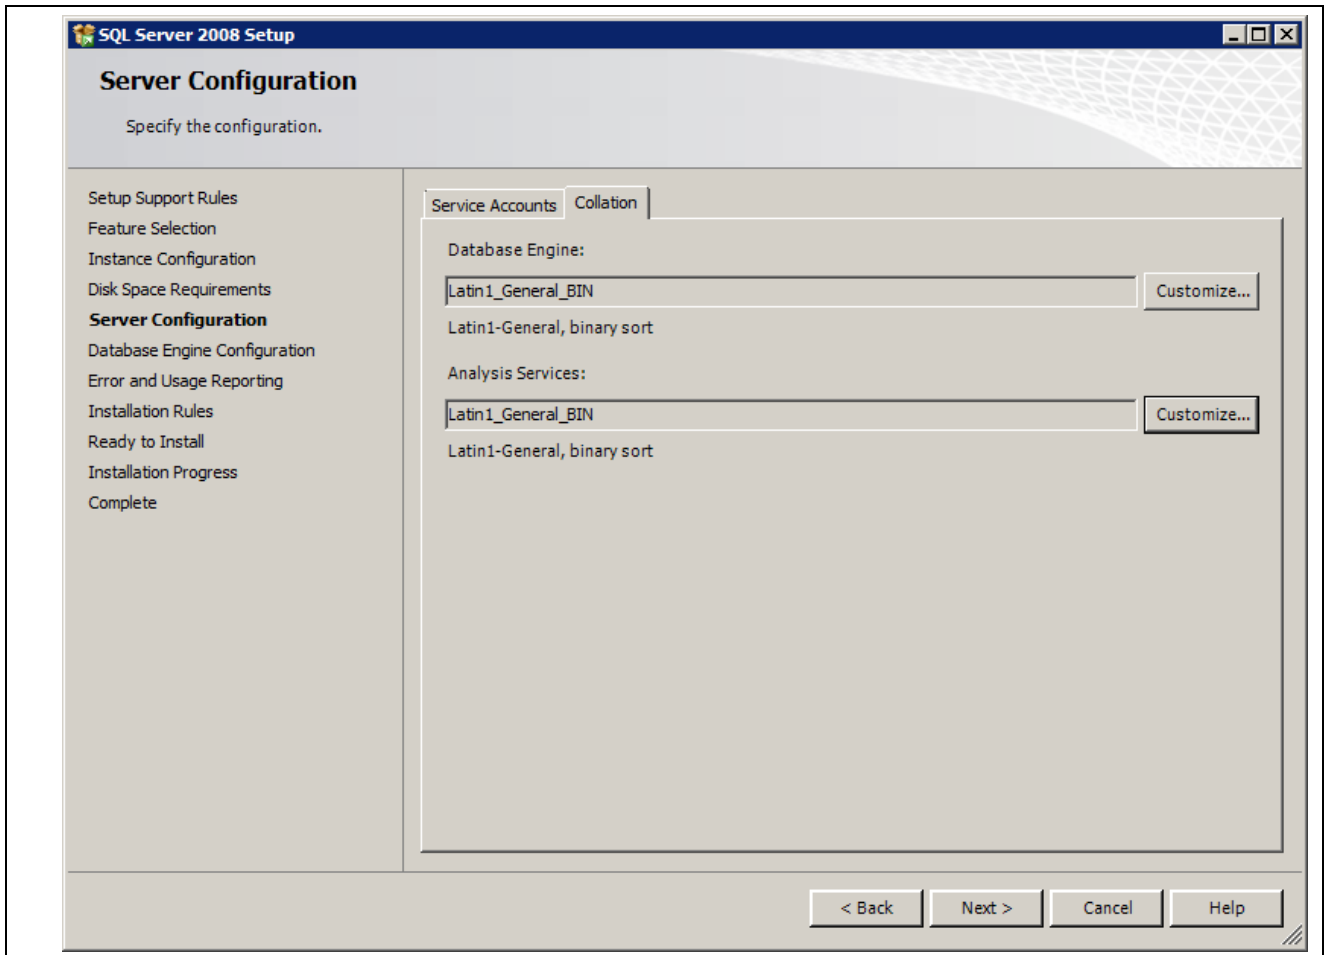 SQL Server 2008 Setup
Server Configuration
Specify the configuration.
Setup Support Rules
Feature Selection
Instance Configuration
Disk Space Requirements
Server Configuration
Database Engine Configuration
Error and Usage Reporting
Installation Rules
Ready to Install
Installation Progress
Complete
Service Accounts Collation
Database Engine:
Latin1_General_BIN Customize...
Latin1-General, binary sort
Analysis Services:
Latin1_General_BIN Customize...
Latin1-General, binary sort
< Back Next > Cancel Help